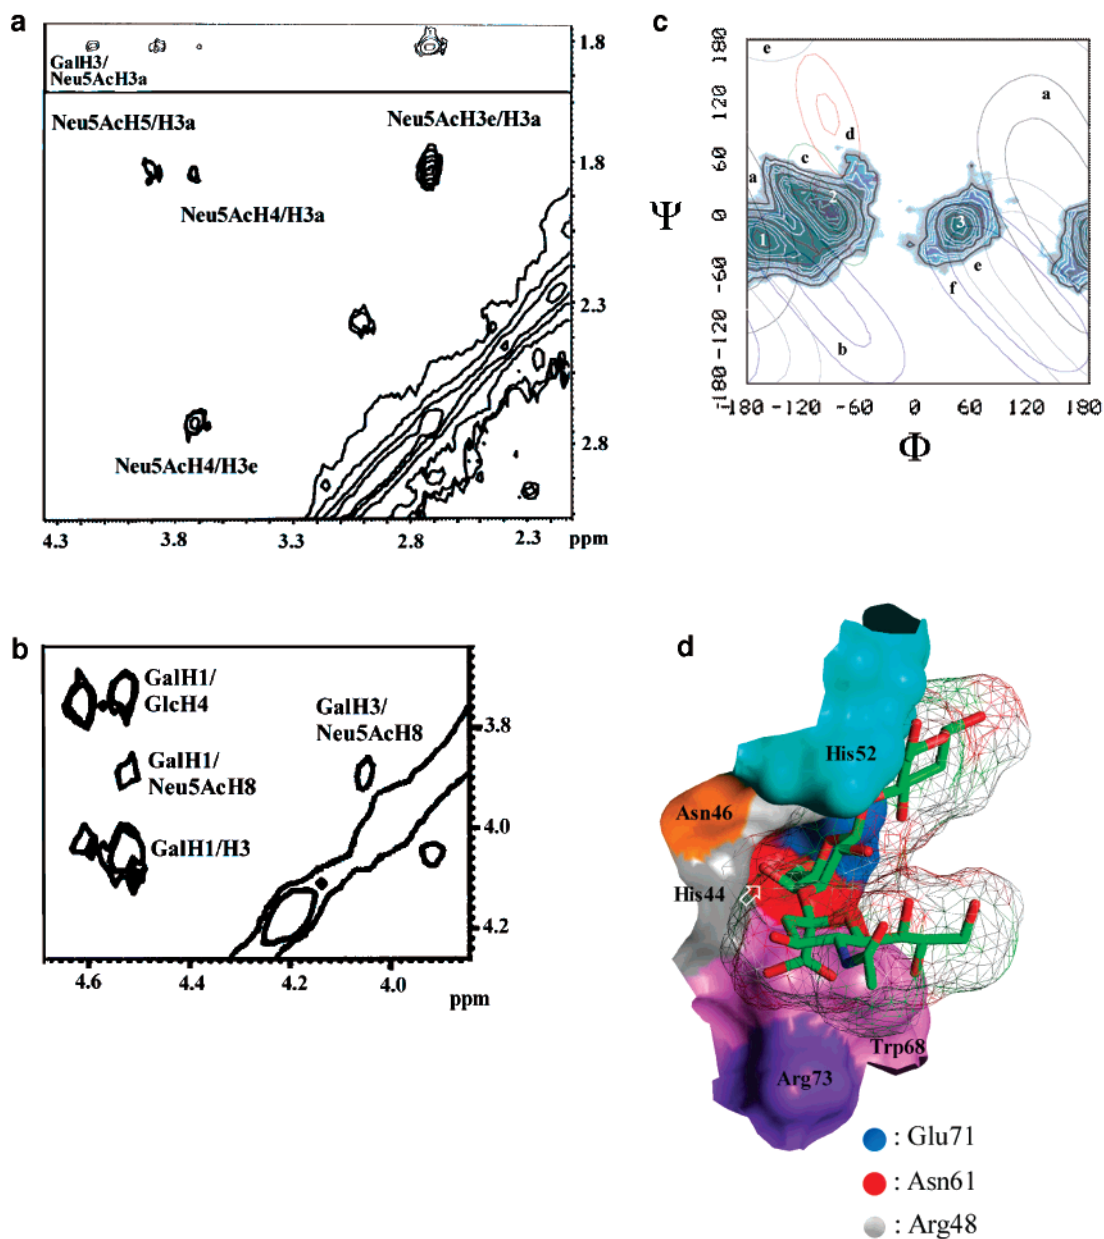 a
GalH3/
Neu5AcH3a
1.8
Neu5AcH5/H3a
Neu5AcH3e/H3a
1.8
Neu5AcH4/H3a
2.3
Neu5AcH4/H3e
2.8
4.3 3.8 3.3 2.8 2.3 ppm
b
GalH1/
GlcH4
GalH3/
Neu5AcH8
3.8
GalH1/
Neu5AcH8
4.0
GalH1/H3
4.2
4.6 4.2 4.0
ppm
c
180
e
a
120
d
60
c
a
2
Ψ
0
3
1
e
-60
f
-120
b
-180
-180 -120 -60 0 60 120 180
Φ
d
His52
Asn46
His44
Trp68
Arg73
: Glu71
: Asn61
: Arg48